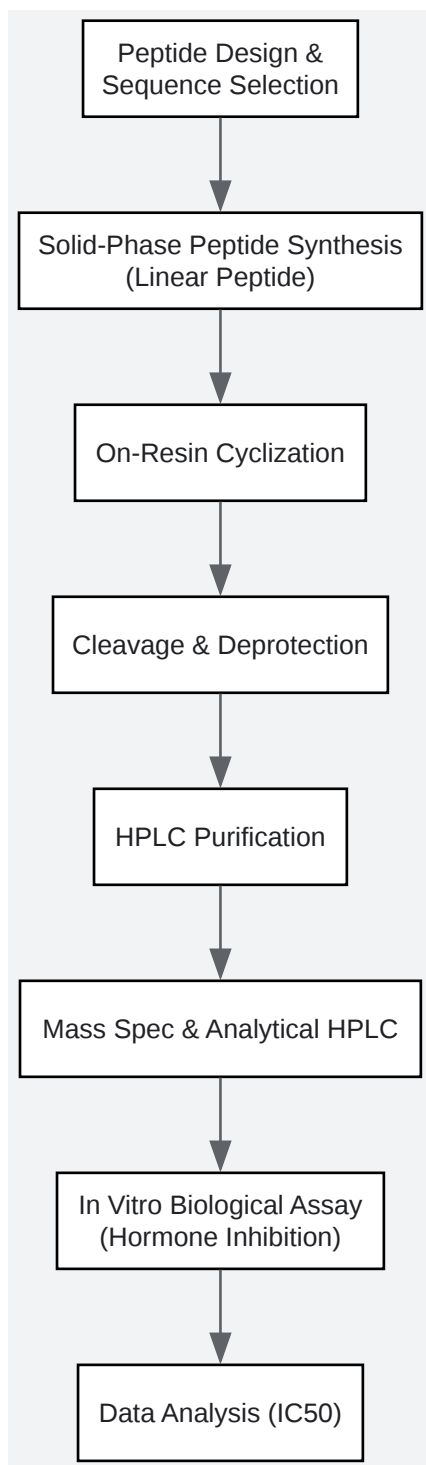 Peptide Design &
Sequence Selection
Solid-Phase Peptide Synthesis
(Linear Peptide)
On-Resin Cyclization
Cleavage & Deprotection
HPLC Purification
Mass Spec & Analytical HPLC
In Vitro Biological Assay
(Hormone Inhibition)
Data Analysis (IC50)